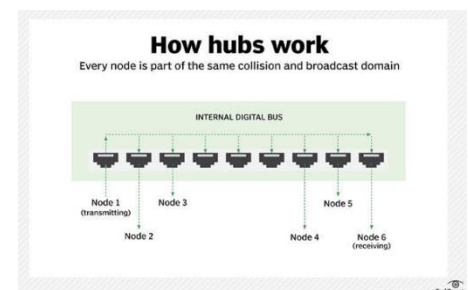 How hubs work
Every node is part of the same collision and broadcast domain
INTERNAL DIGITAL BUS
Node 1
(transmitting)
Node 2
Node 3
Node 4
Node 5
Node 6
(receiving)